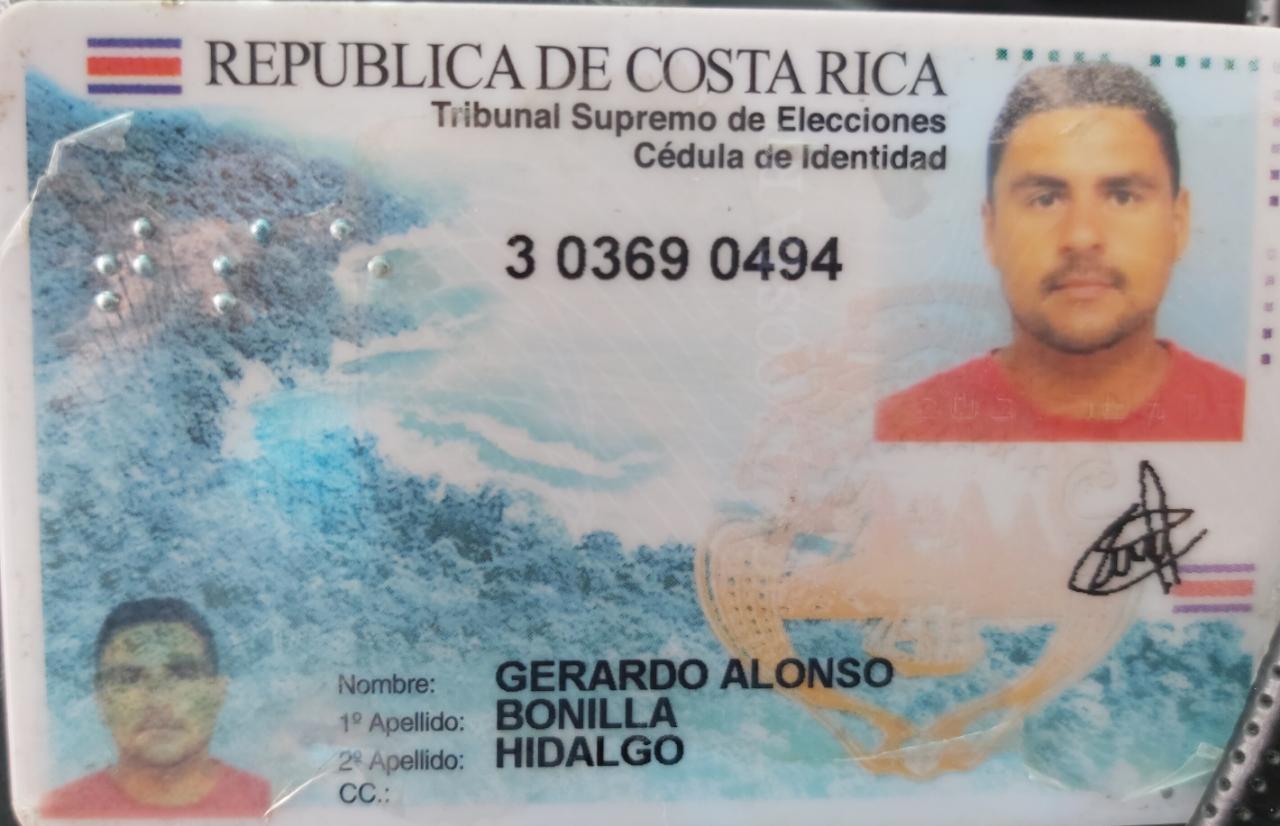 REPUBLICA DE COSTA RICA
Tribunal Supremo de Elecciones
Cédula de Identidad
3 0369 0494
Nombre: GERARDO ALONSO
1º Apellido: BONILLA
2º Apellido: HIDALGO
CC.: